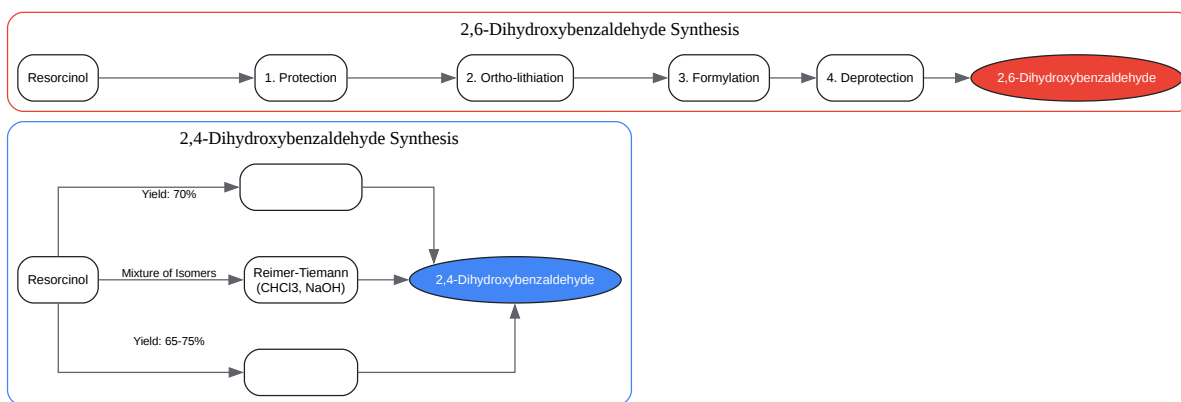 2,6-Dihydroxybenzaldehyde Synthesis
Resorcinol
1. Protection
2. Ortho-lithiation
3. Formylation
4. Deprotection
2,6-Dihydroxybenzaldehyde
2,4-Dihydroxybenzaldehyde Synthesis
Yield: 70%
Resorcinol
Mixture of Isomers
Reimer-Tiemann
(CHCl3, NaOH)
2,4-Dihydroxybenzaldehyde
Yield: 65-75%